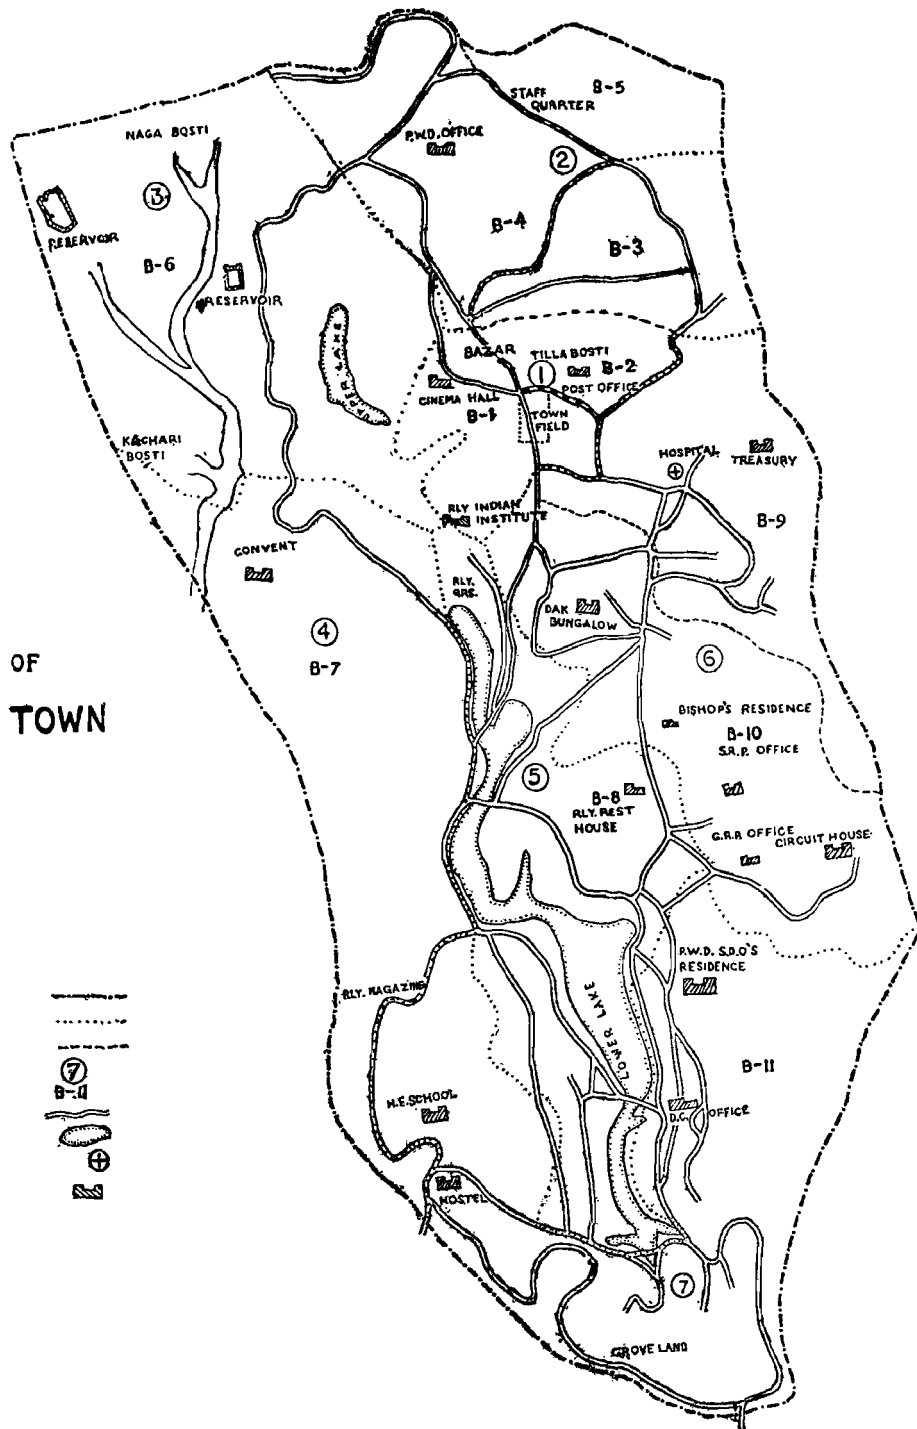 STAFF
QUARTER
B-5
NAGA BOSTI
P.W.D. OFFICE
2
3
B-4
RESERVOIR
B-3
B-6
RESERVOIR
UPPER LAKE
BAZAR
TILLA BOSTI
1
B-2
POST OFFICE
CINEMA HALL
B-1
TOWN
FIELD
KACHARI
BOSTI
HOSPITAL
TREASURY
RLY INDIAN
INSTITUTE
B-9
CONVENT
RLY.
QRS.
DAK
BUNGALOW
4
B-7
6
OF
TOWN
BISHOP'S RESIDENCE
B-10
S.R.P. OFFICE
5
B-8
RLY. REST
HOUSE
G.R.P. OFFICE
CIRCUIT HOUSE
P.W.D. S.D.O'S
RESIDENCE
RLY. MAGAZINE
LOWER LAKE
B-11
7
B-11
H.E. SCHOOL
D.C. OFFICE
HOSTEL
7
GROVE LAND